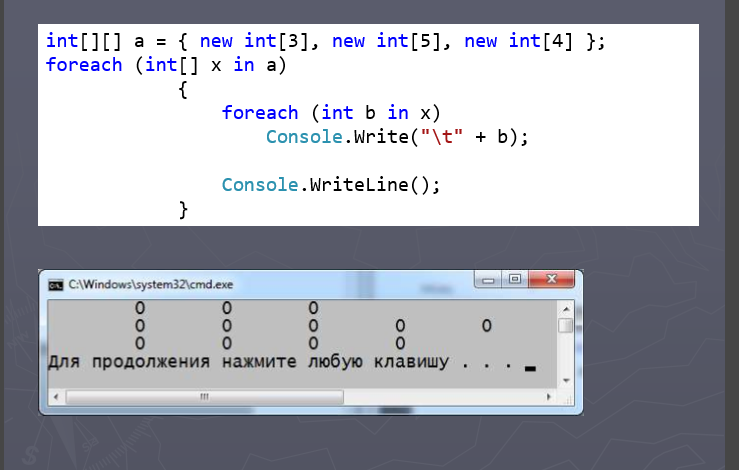 int[][] a = { new int[3], new int[5], new int[4] };
foreach (int[] x in a)
{
foreach (int b in x)
Console.Write("\t" + b);
Console.WriteLine();
}
C:\Windows\system32\cmd.exe
0 0 0
0 0 0 0 0
0 0 0 0
Для продолжения нажмите любую клавишу . . .